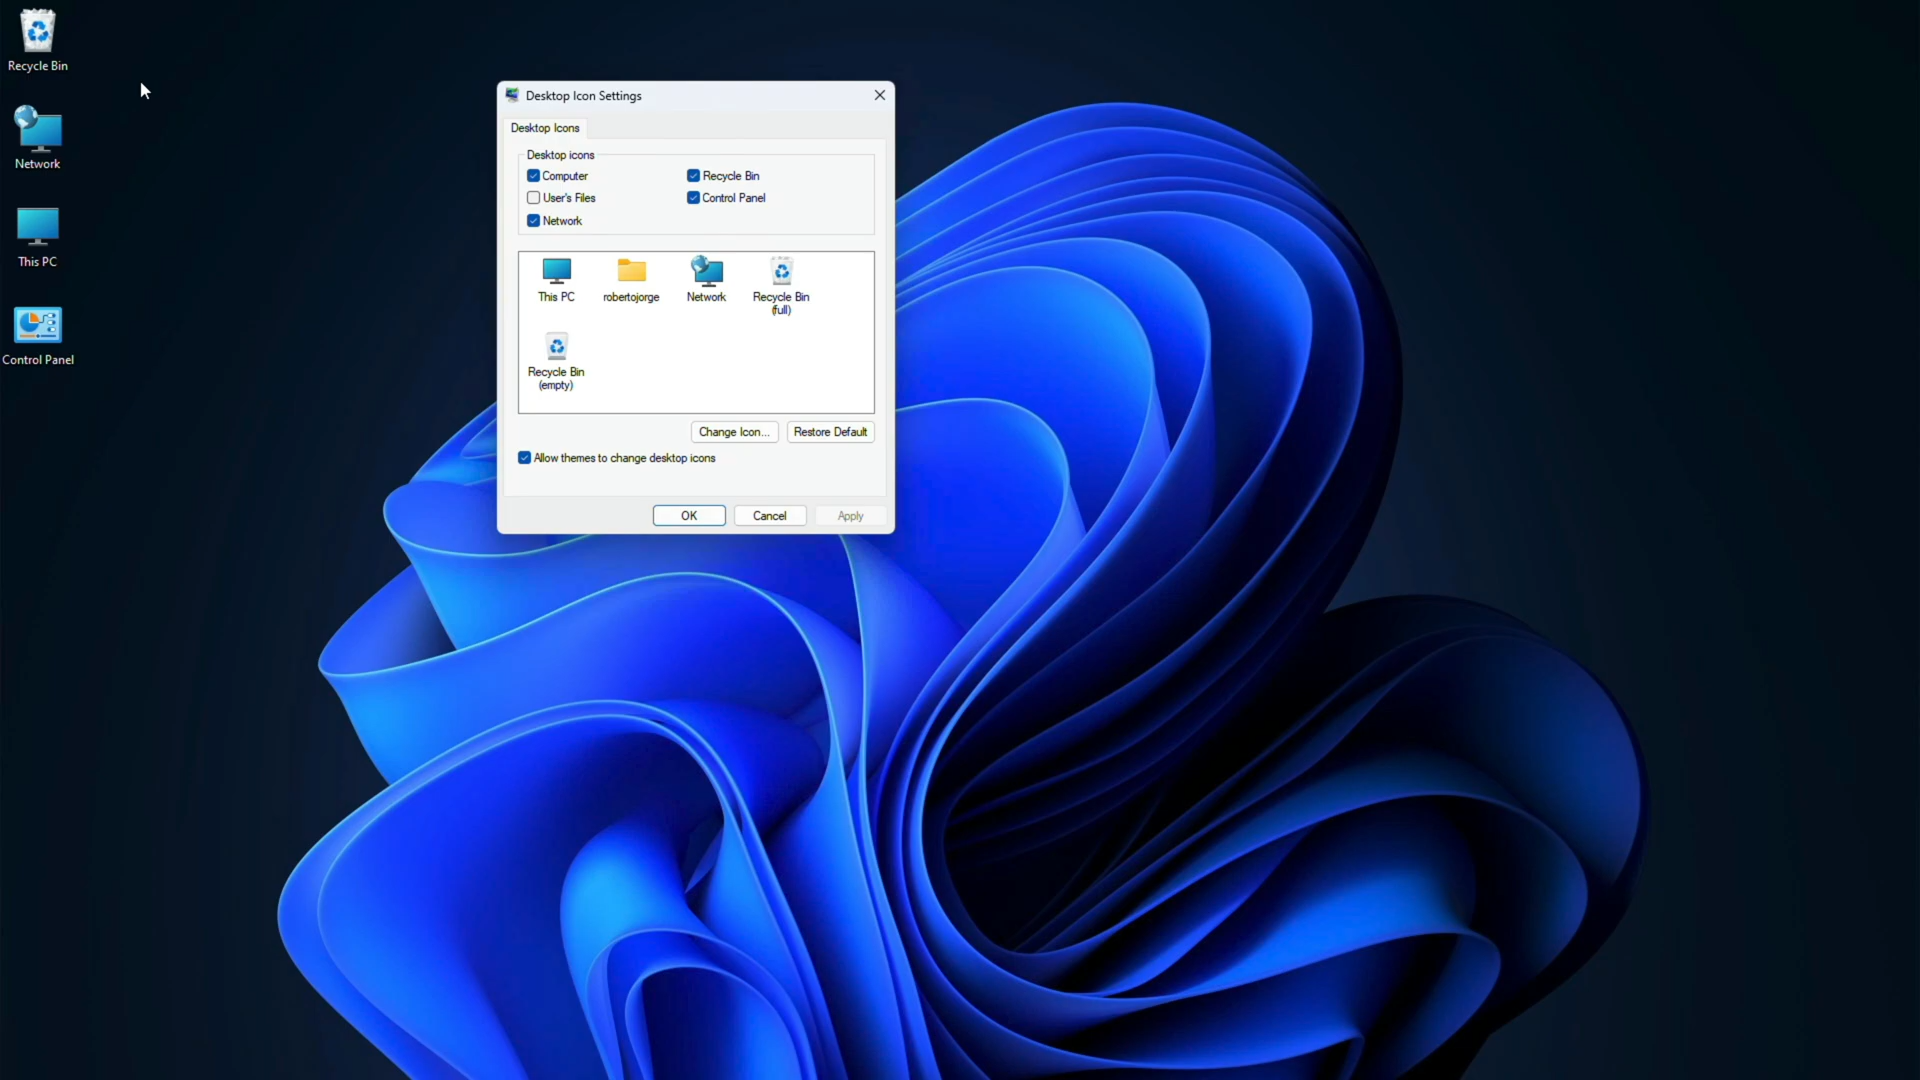 Recycle Bin
Network
This PC
Control Panel
Desktop Icon Settings
Desktop Icons
Desktop icons
Computer
Recycle Bin
User's Files
Control Panel
Network
This PC
robertojorge
Network
Recycle Bin
(full)
Recycle Bin
(empty)
Change Icon...
Restore Default
Allow themes to change desktop icons
OK
Cancel
Apply